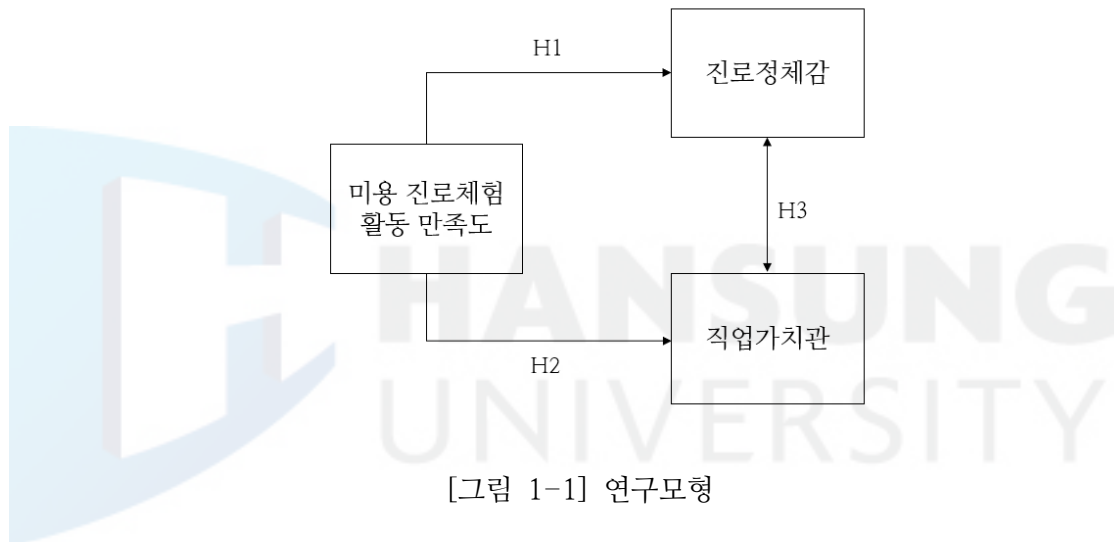 H1
진로정체감
미용 진로체험
활동 만족도
H3
직업가치관
H2
HANSUNG
UNIVERSITY
[그림 1-1] 연구모형